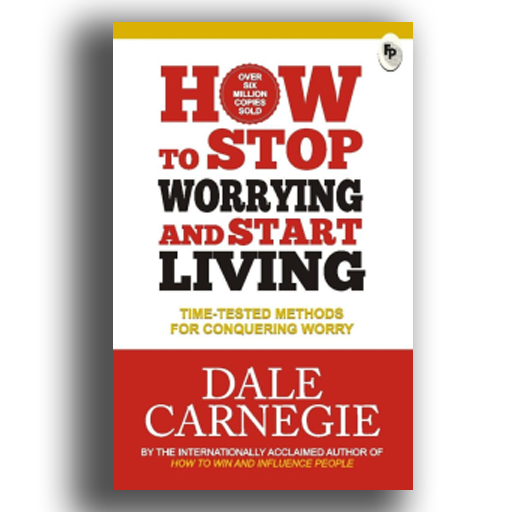 FP
HOW
OVER
SIX
MILLION
COPIES
SOLD
TO STOP
WORRYING
AND START
LIVING
TIME-TESTED METHODS
FOR CONQUERING WORRY
DALE
CARNEGIE
BY THE INTERNATIONALLY ACCLAIMED AUTHOR OF
HOW TO WIN AND INFLUENCE PEOPLE